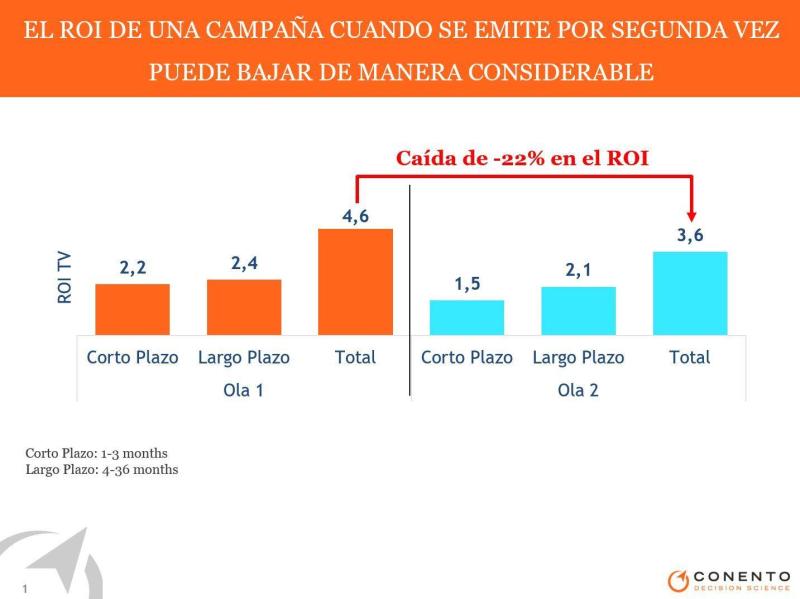 EL ROI DE UNA CAMPAÑA CUANDO SE EMITE POR SEGUNDA VEZ
PUEDE BAJAR DE MANERA CONSIDERABLE
Caída de -22% en el ROI
ROI TV
2,2
2,4
4,6
1,5
2,1
3,6
Corto Plazo Largo Plazo Total Corto Plazo Largo Plazo Total
Ola 1 Ola 2
Corto Plazo: 1-3 months
Largo Plazo: 4-36 months
1
CONENTO
DECISION SCIENCE